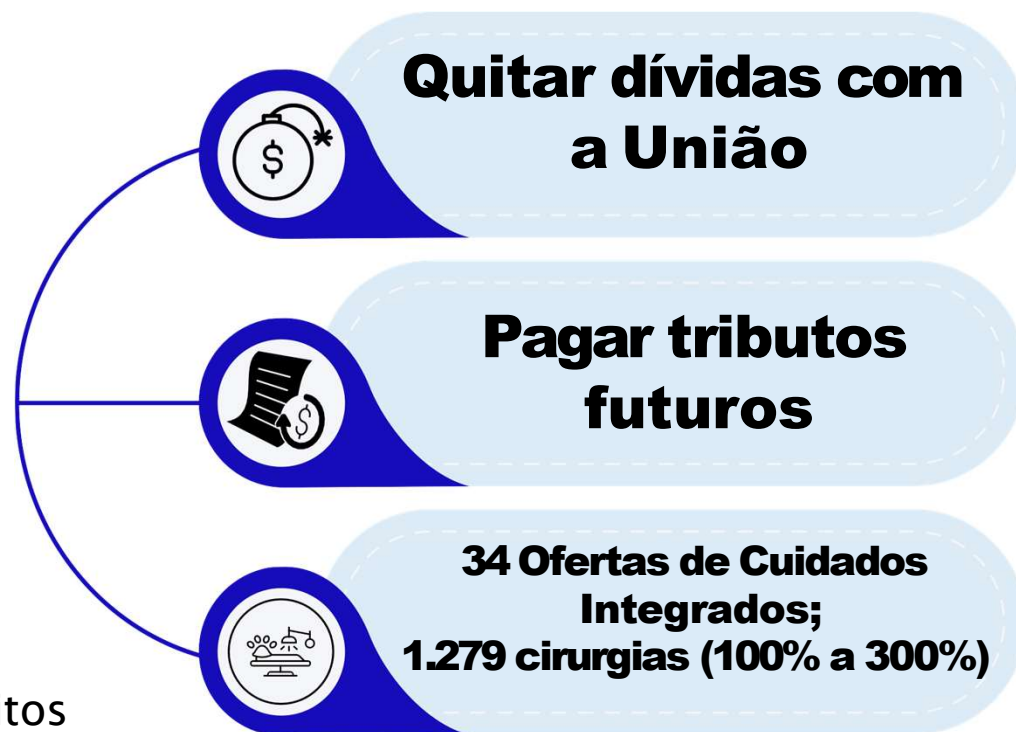 Quitar dívidas com
a União
Pagar tributos
futuros
34 Ofertas de Cuidados
Integrados;
1.279 cirurgias (100% a 300%)
tos